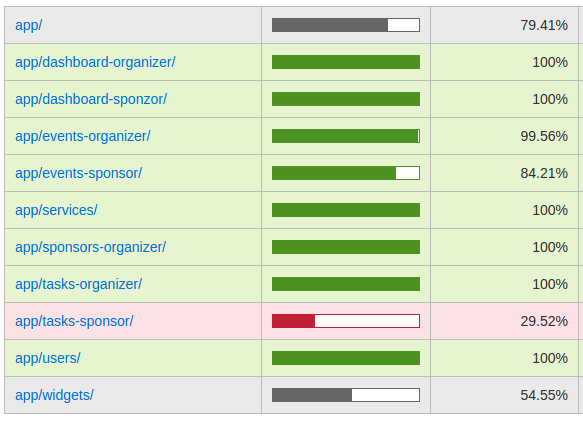 app/ 79.41%
app/dashboard-organizer/ 100%
app/dashboard-sponzor/ 100%
app/events-organizer/ 99.56%
app/events-sponsor/ 84.21%
app/services/ 100%
app/sponsors-organizer/ 100%
app/tasks-organizer/ 100%
app/tasks-sponsor/ 29.52%
app/users/ 100%
app/widgets/ 54.55%